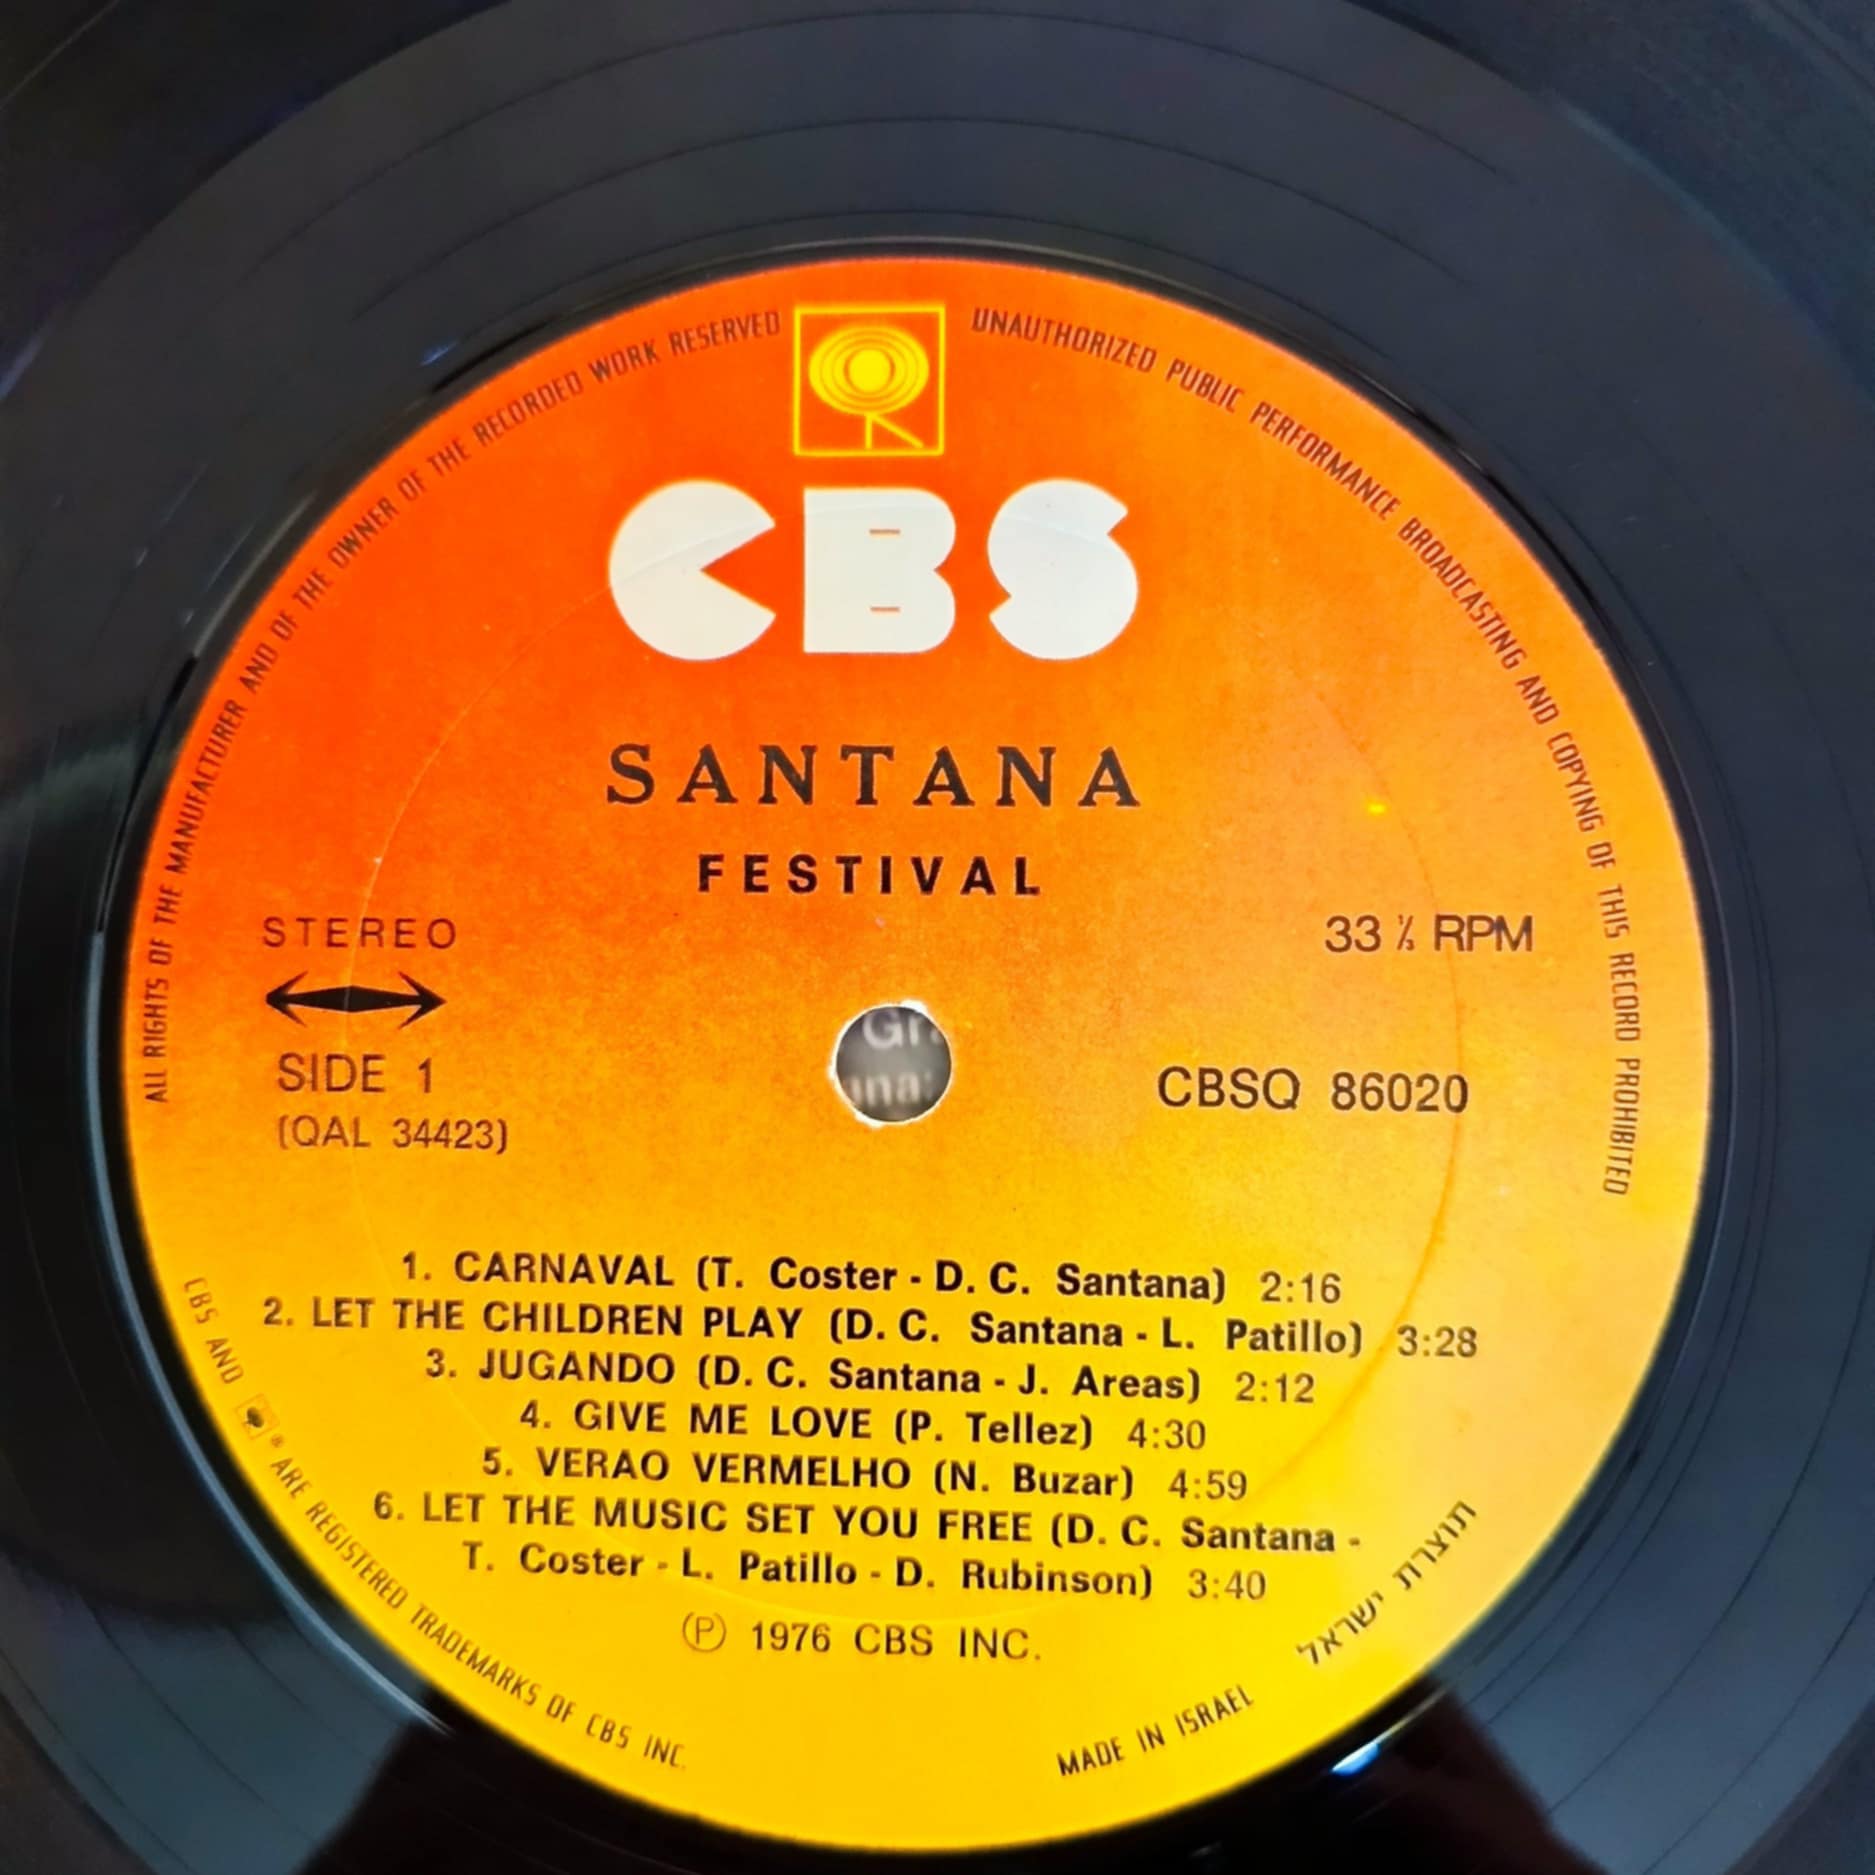 ALL RIGHTS OF THE MANUFACTURER AND OF THE OWNER OF THE RECORDED WORK RESERVED
UNAUTHORIZED PUBLIC PERFORMANCE BROADCASTING AND COPYING OF THIS RECORD PROHIBITED
CBS
SANTANA
FESTIVAL
STEREO
33 ⅓ RPM
SIDE 1
CBSQ 86020
(QAL 34423)
1. CARNAVAL (T. Coster - D. C. Santana) 2:16
2. LET THE CHILDREN PLAY (D. C. Santana - L. Patillo) 3:28
3. JUGANDO (D. C. Santana - J. Areas) 2:12
4. GIVE ME LOVE (P. Tellez) 4:30
5. VERAO VERMELHO (N. Buzar) 4:59
6. LET THE MUSIC SET YOU FREE (D. C. Santana -
T. Coster - L. Patillo - D. Rubinson) 3:40
Ⓟ 1976 CBS INC.
CBS AND ® ARE REGISTERED TRADEMARKS OF CBS INC.
MADE IN ISRAEL
תוצרת ישראל